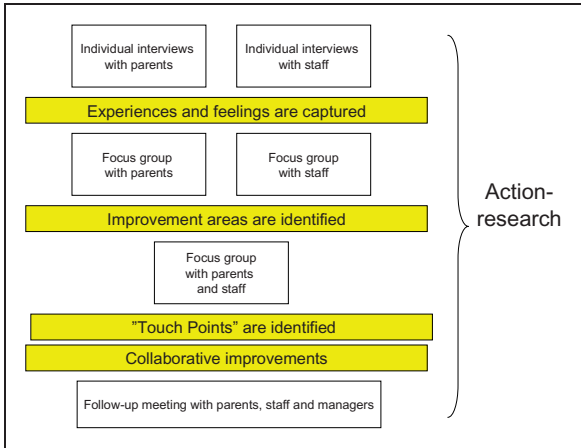 Individual interviews
with parents
Individual interviews
with staff
Experiences and feelings are captured
Focus group
with parents
Focus group
with staff
Improvement areas are identified
Focus group
with parents
and staff
”Touch Points” are identified
Collaborative improvements
Follow-up meeting with parents, staff and managers
Action-
research